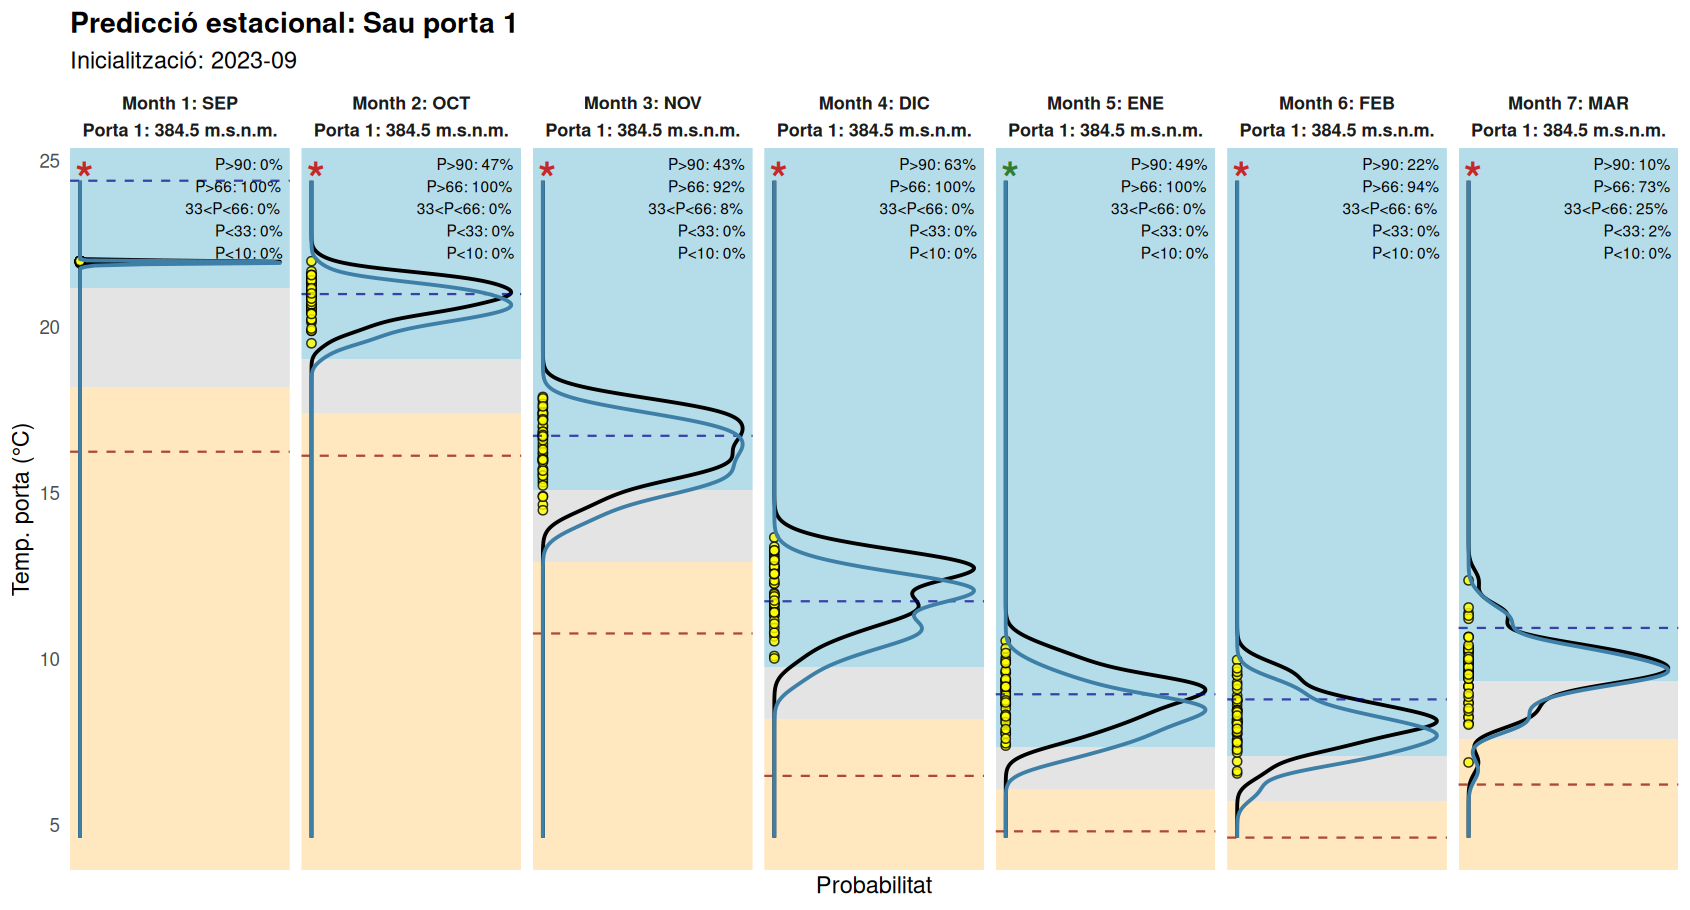 Predicció estacional: Sau porta 1
Inicialització: 2023-09
Month 1: SEP
Porta 1: 384.5 m.s.n.m.
Month 2: OCT
Porta 1: 384.5 m.s.n.m.
Month 3: NOV
Porta 1: 384.5 m.s.n.m.
Month 4: DIC
Porta 1: 384.5 m.s.n.m.
Month 5: ENE
Porta 1: 384.5 m.s.n.m.
Month 6: FEB
Porta 1: 384.5 m.s.n.m.
Month 7: MAR
Porta 1: 384.5 m.s.n.m.
*
P>90: 0%
P>66: 100%
33<P<66: 0%
P<33: 0%
P<10: 0%
*
P>90: 47%
P>66: 100%
33<P<66: 0%
P<33: 0%
P<10: 0%
*
P>90: 43%
P>66: 92%
33<P<66: 8%
P<33: 0%
P<10: 0%
*
P>90: 63%
P>66: 100%
33<P<66: 0%
P<33: 0%
P<10: 0%
*
P>90: 49%
P>66: 100%
33<P<66: 0%
P<33: 0%
P<10: 0%
*
P>90: 22%
P>66: 94%
33<P<66: 6%
P<33: 0%
P<10: 0%
*
P>90: 10%
P>66: 73%
33<P<66: 25%
P<33: 2%
P<10: 0%
25
20
15
10
5
Temp. porta (°C)
Probabilitat